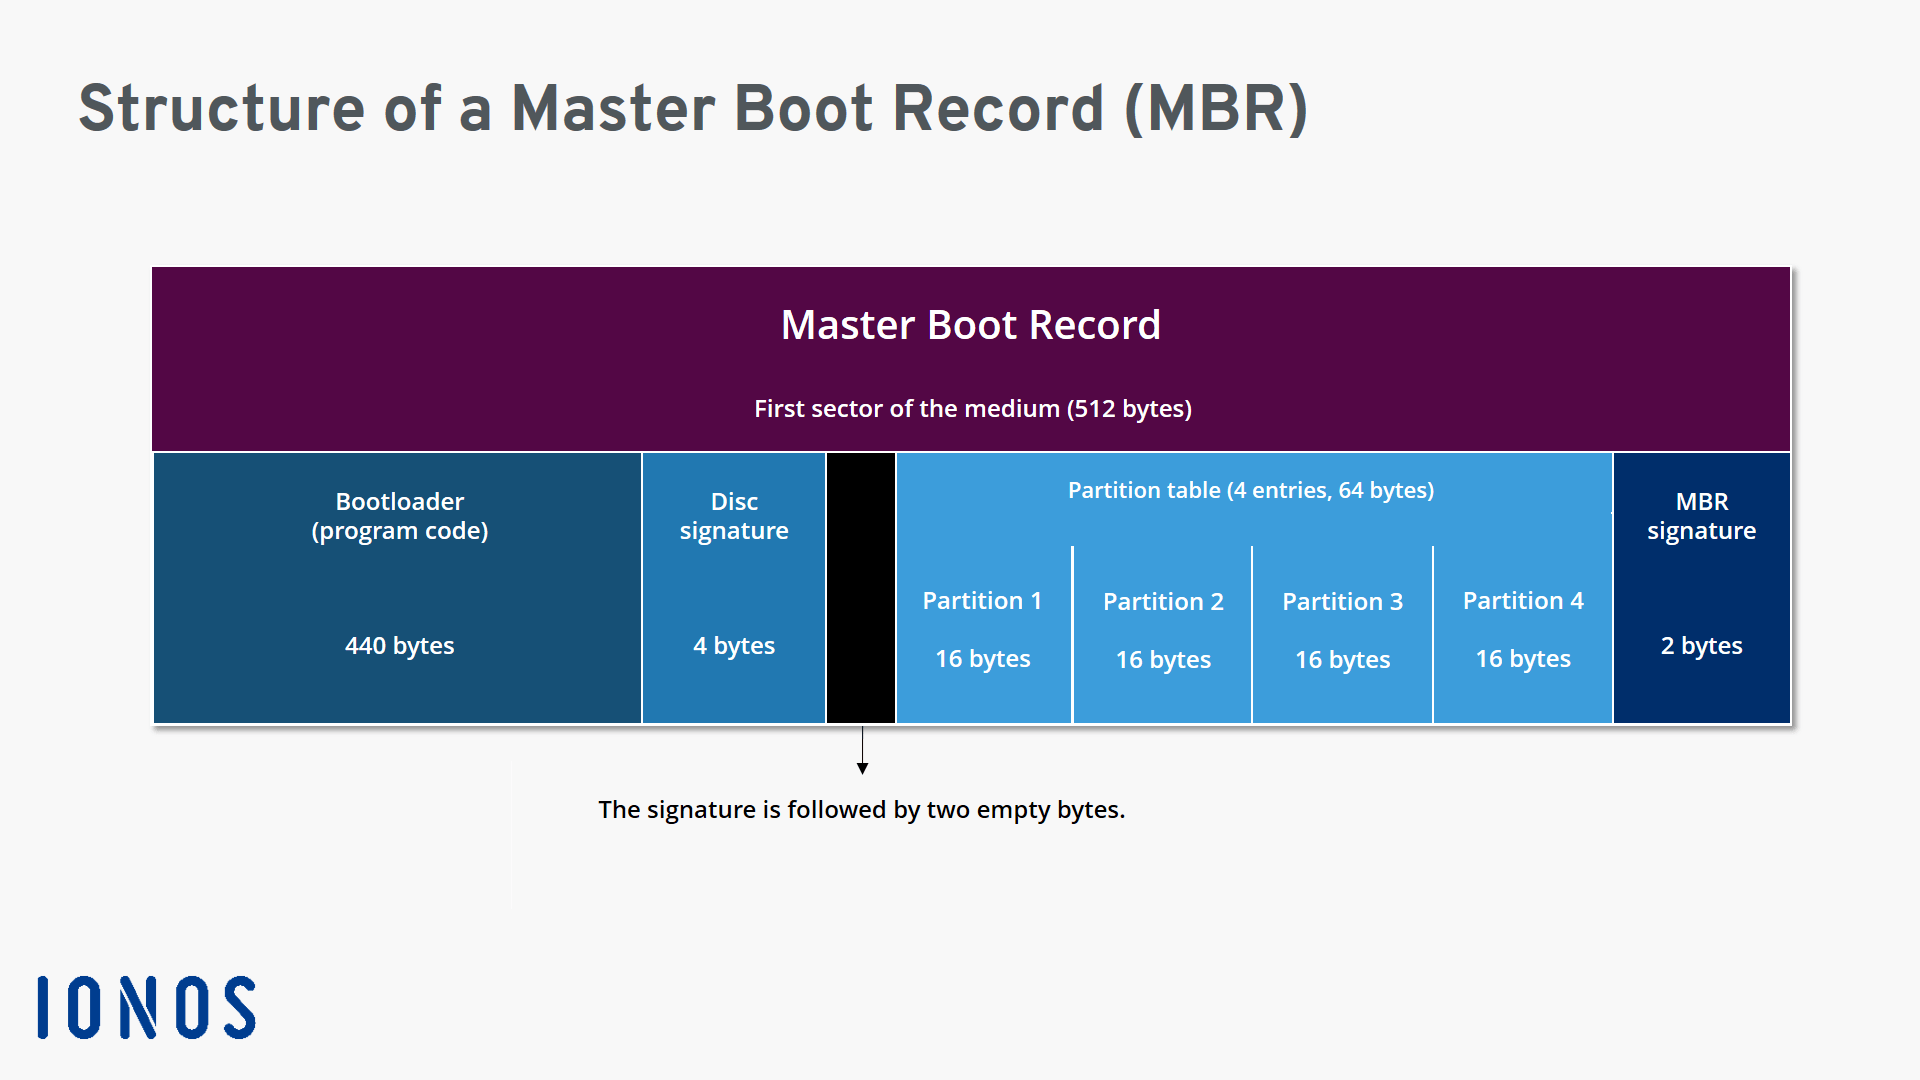 Structure of a Master Boot Record (MBR)
Master Boot Record
First sector of the medium (512 bytes)
Bootloader
(program code)
440 bytes
Disc
signature
4 bytes
Partition table (4 entries, 64 bytes)
Partition 1
16 bytes
Partition 2
16 bytes
Partition 3
16 bytes
Partition 4
16 bytes
MBR
signature
2 bytes
The signature is followed by two empty bytes.
IONOS